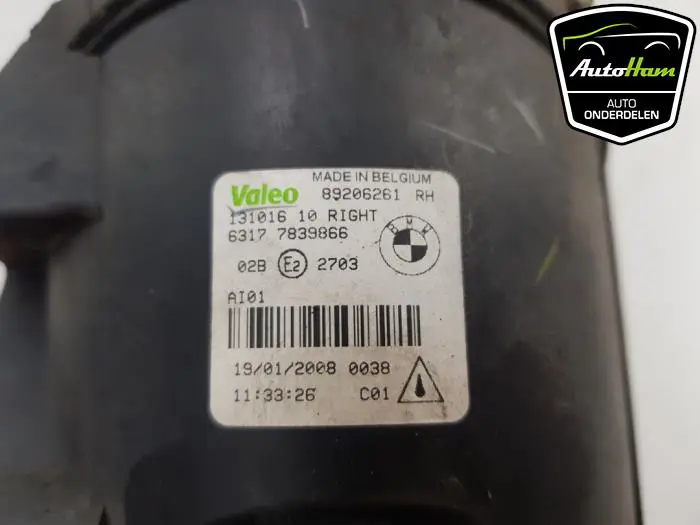 AutoHam
AUTO
ONDERDELEN
MADE IN BELGIUM
Valeo 89206261 RH
131016 10 RIGHT
6317 7839866
BMW
02B E2 2703
AI01
19/01/2008 0038
11:33:26 C01